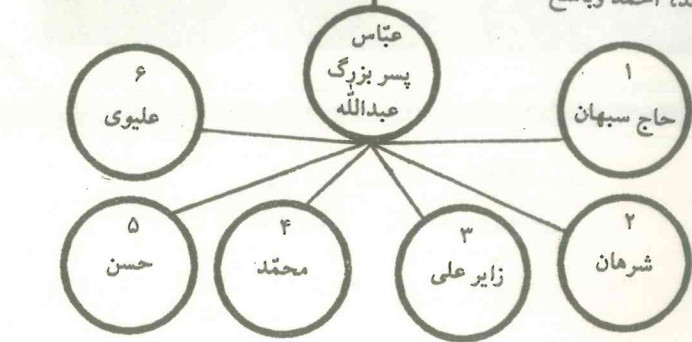 احمد و
عبّاس
پسر بزرگ
عبداللّه
۱
حاج سبهان
۲
شرهان
۳
زایر علی
۴
محمّد
۵
حسن
۶
علیوی